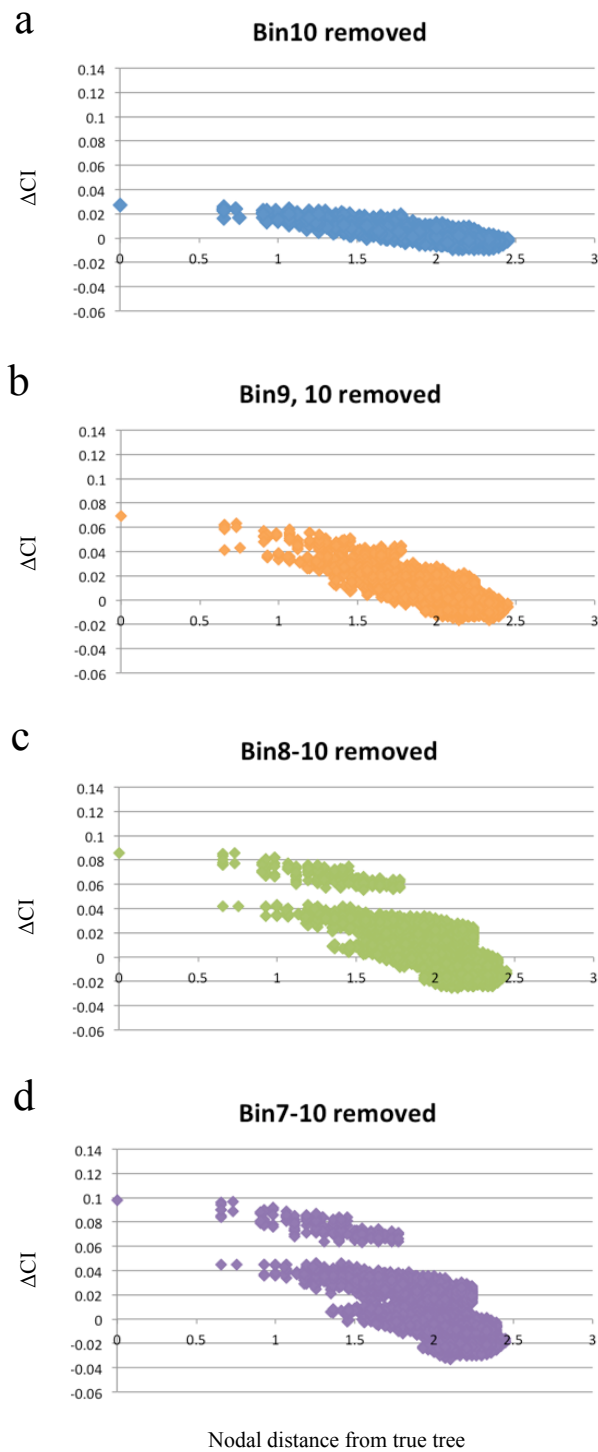 a
Bin10 removed
0.14
0.12
0.1
0.08
0.06
0.04
0.02
0
-0.02
-0.04
-0.06
0 0.5 1 1.5 2 2.5 3
ΔCI
b
Bin9, 10 removed
0.14
0.12
0.1
0.08
0.06
0.04
0.02
0
-0.02
-0.04
-0.06
0 0.5 1 1.5 2 2.5 3
ΔCI
c
Bin8-10 removed
0.14
0.12
0.1
0.08
0.06
0.04
0.02
0
-0.02
-0.04
-0.06
0 0.5 1 1.5 2 2.5 3
ΔCI
d
Bin7-10 removed
0.14
0.12
0.1
0.08
0.06
0.04
0.02
0
-0.02
-0.04
-0.06
0 0.5 1 1.5 2 2.5 3
ΔCI
Nodal distance from true tree